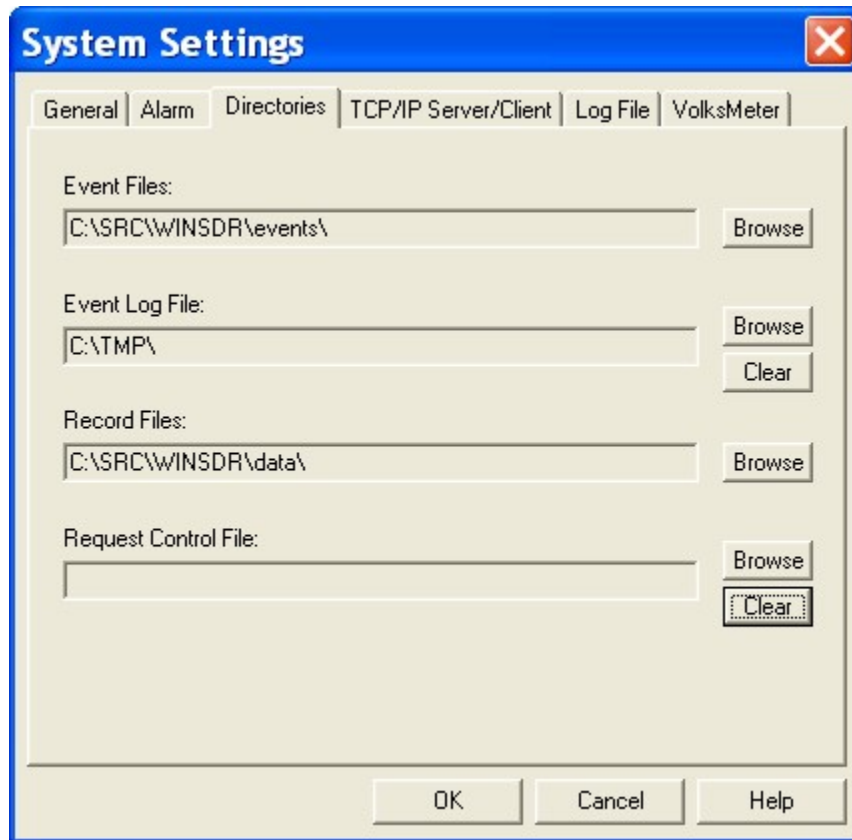 System Settings
General Alarm Directories TCP/IP Server/Client Log File VolksMeter
Event Files:
C:\SRC\WINSDR\events\ Browse
Event Log File:
C:\TMP\ Browse
Clear
Record Files:
C:\SRC\WINSDR\data\ Browse
Request Control File:
Browse
Clear
OK Cancel Help